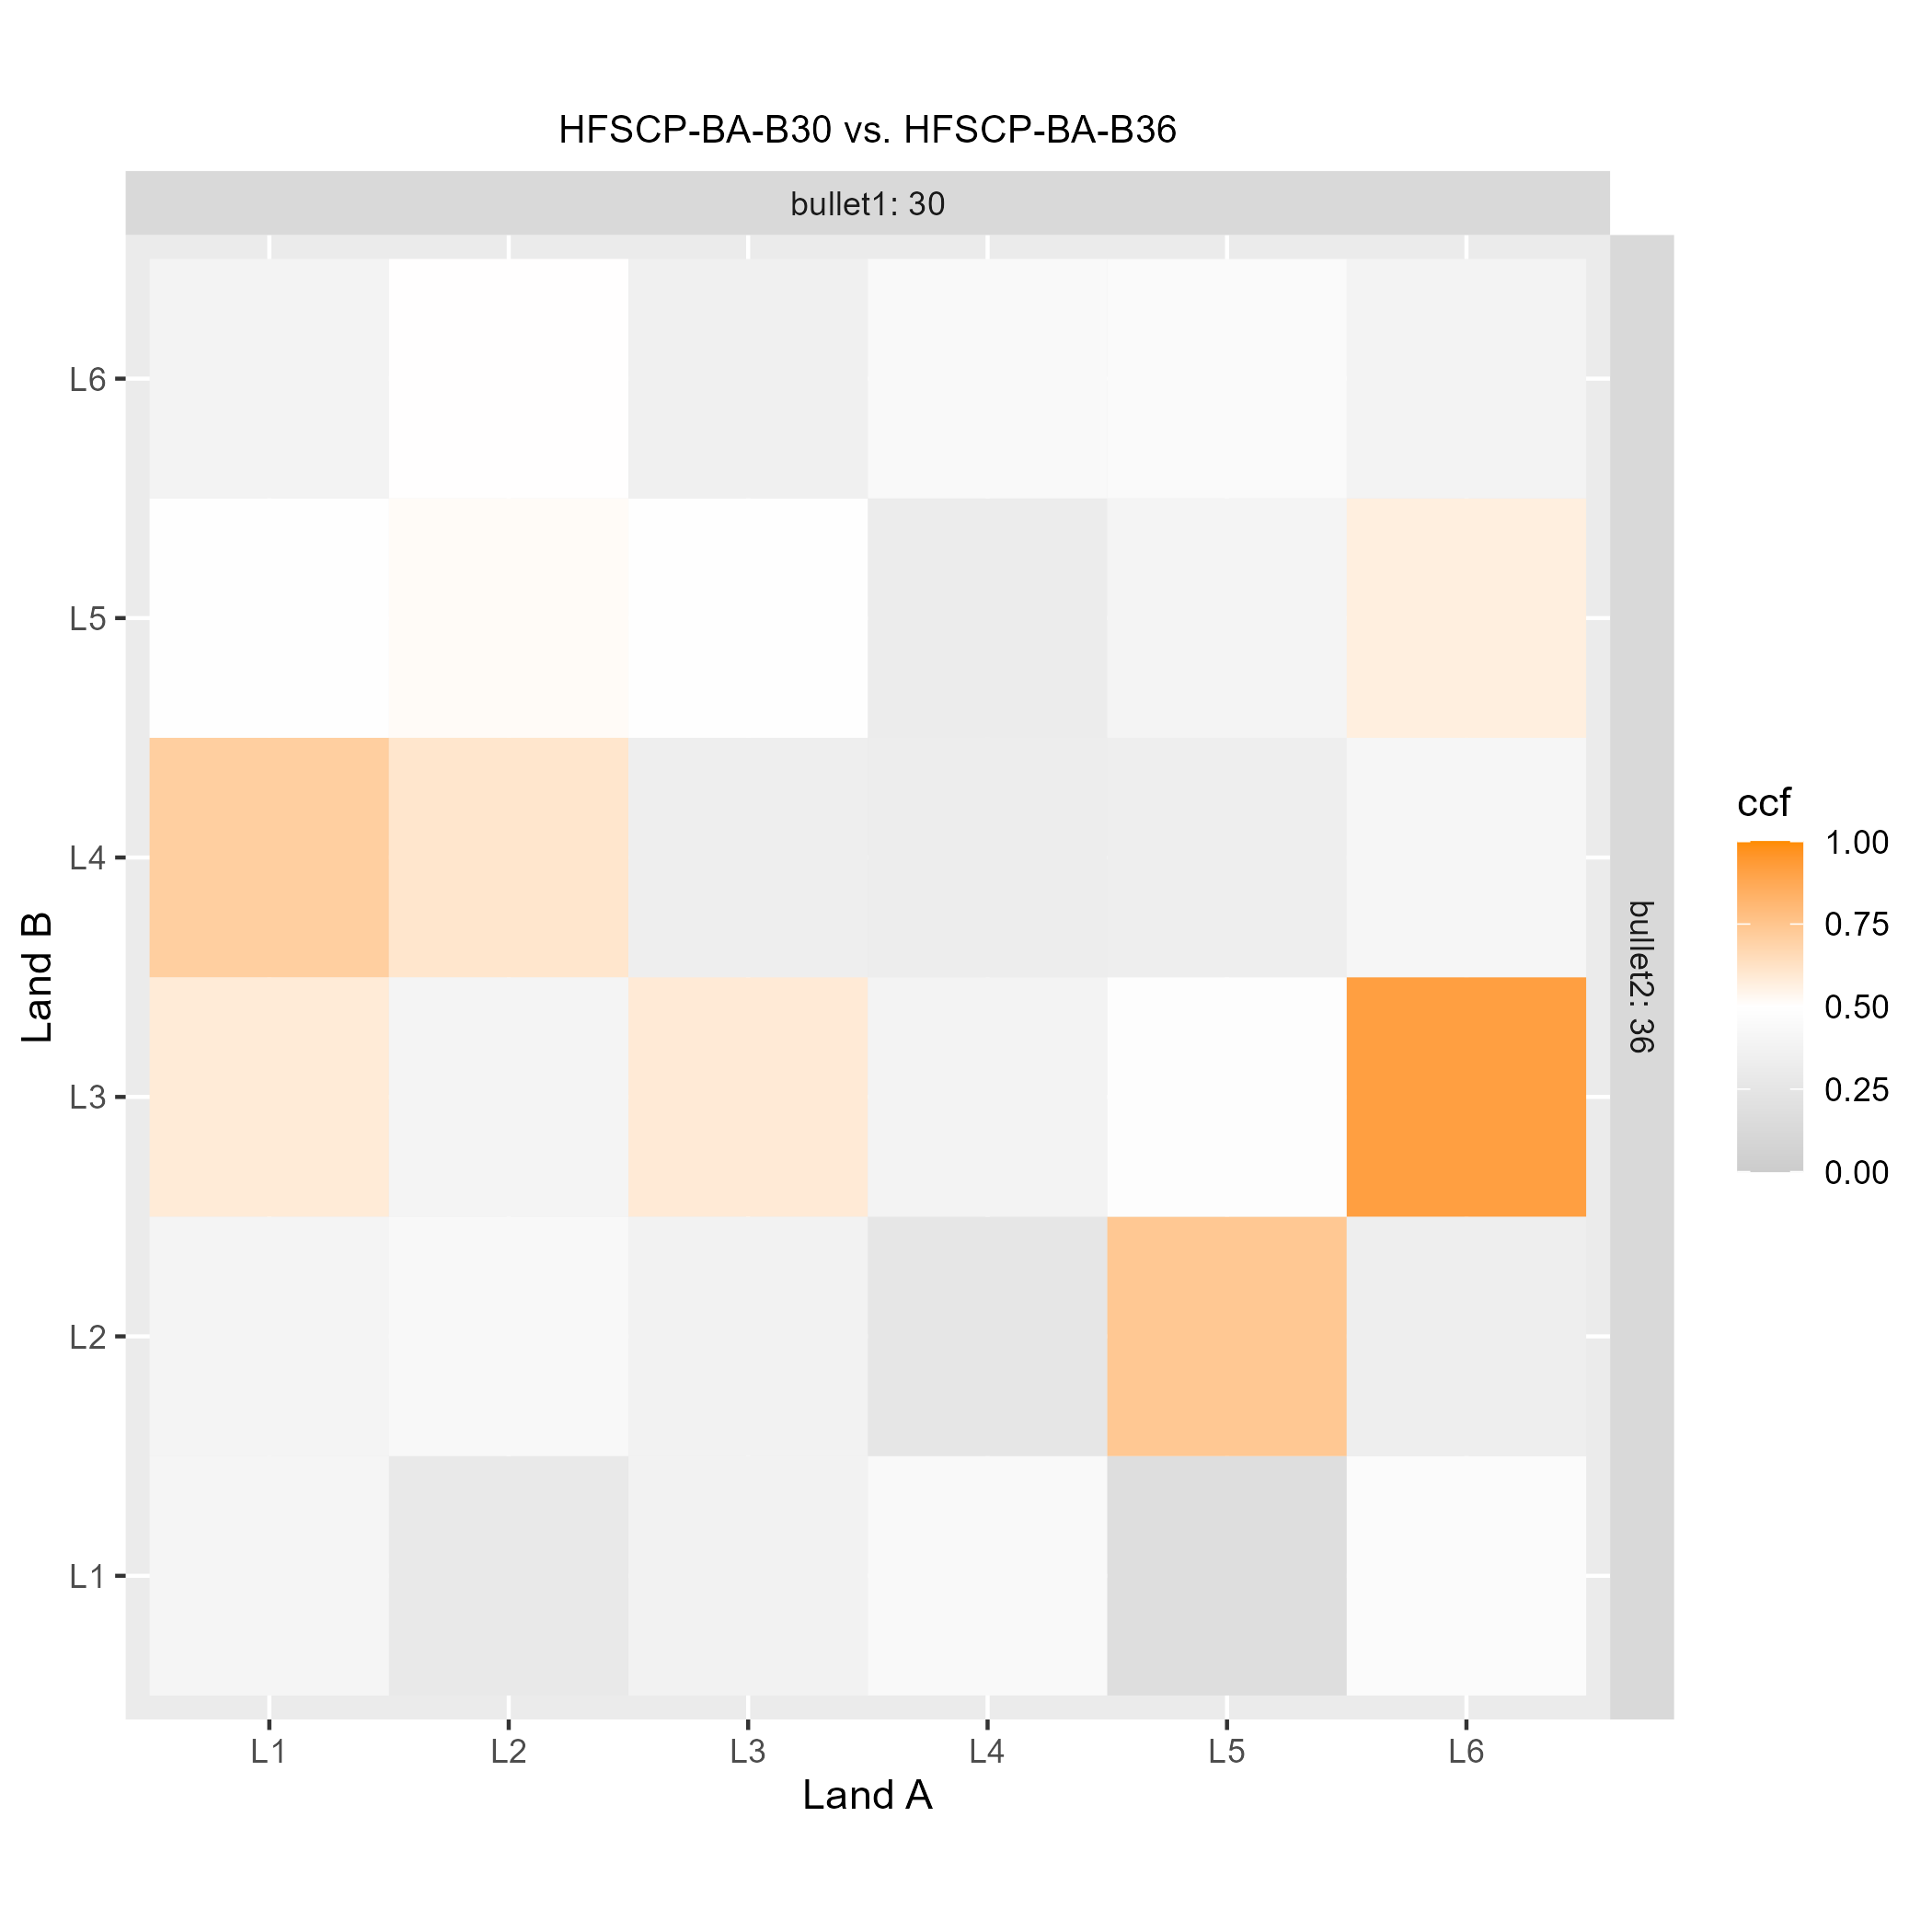 HFSCP-BA-B30 vs. HFSCP-BA-B36
bullet1: 30
L6
L5
L4
L3
L2
L1
Land B
bullet2: 36
L1 L2 L3 L4 L5 L6
Land A
ccf
1.00
0.75
0.50
0.25
0.00